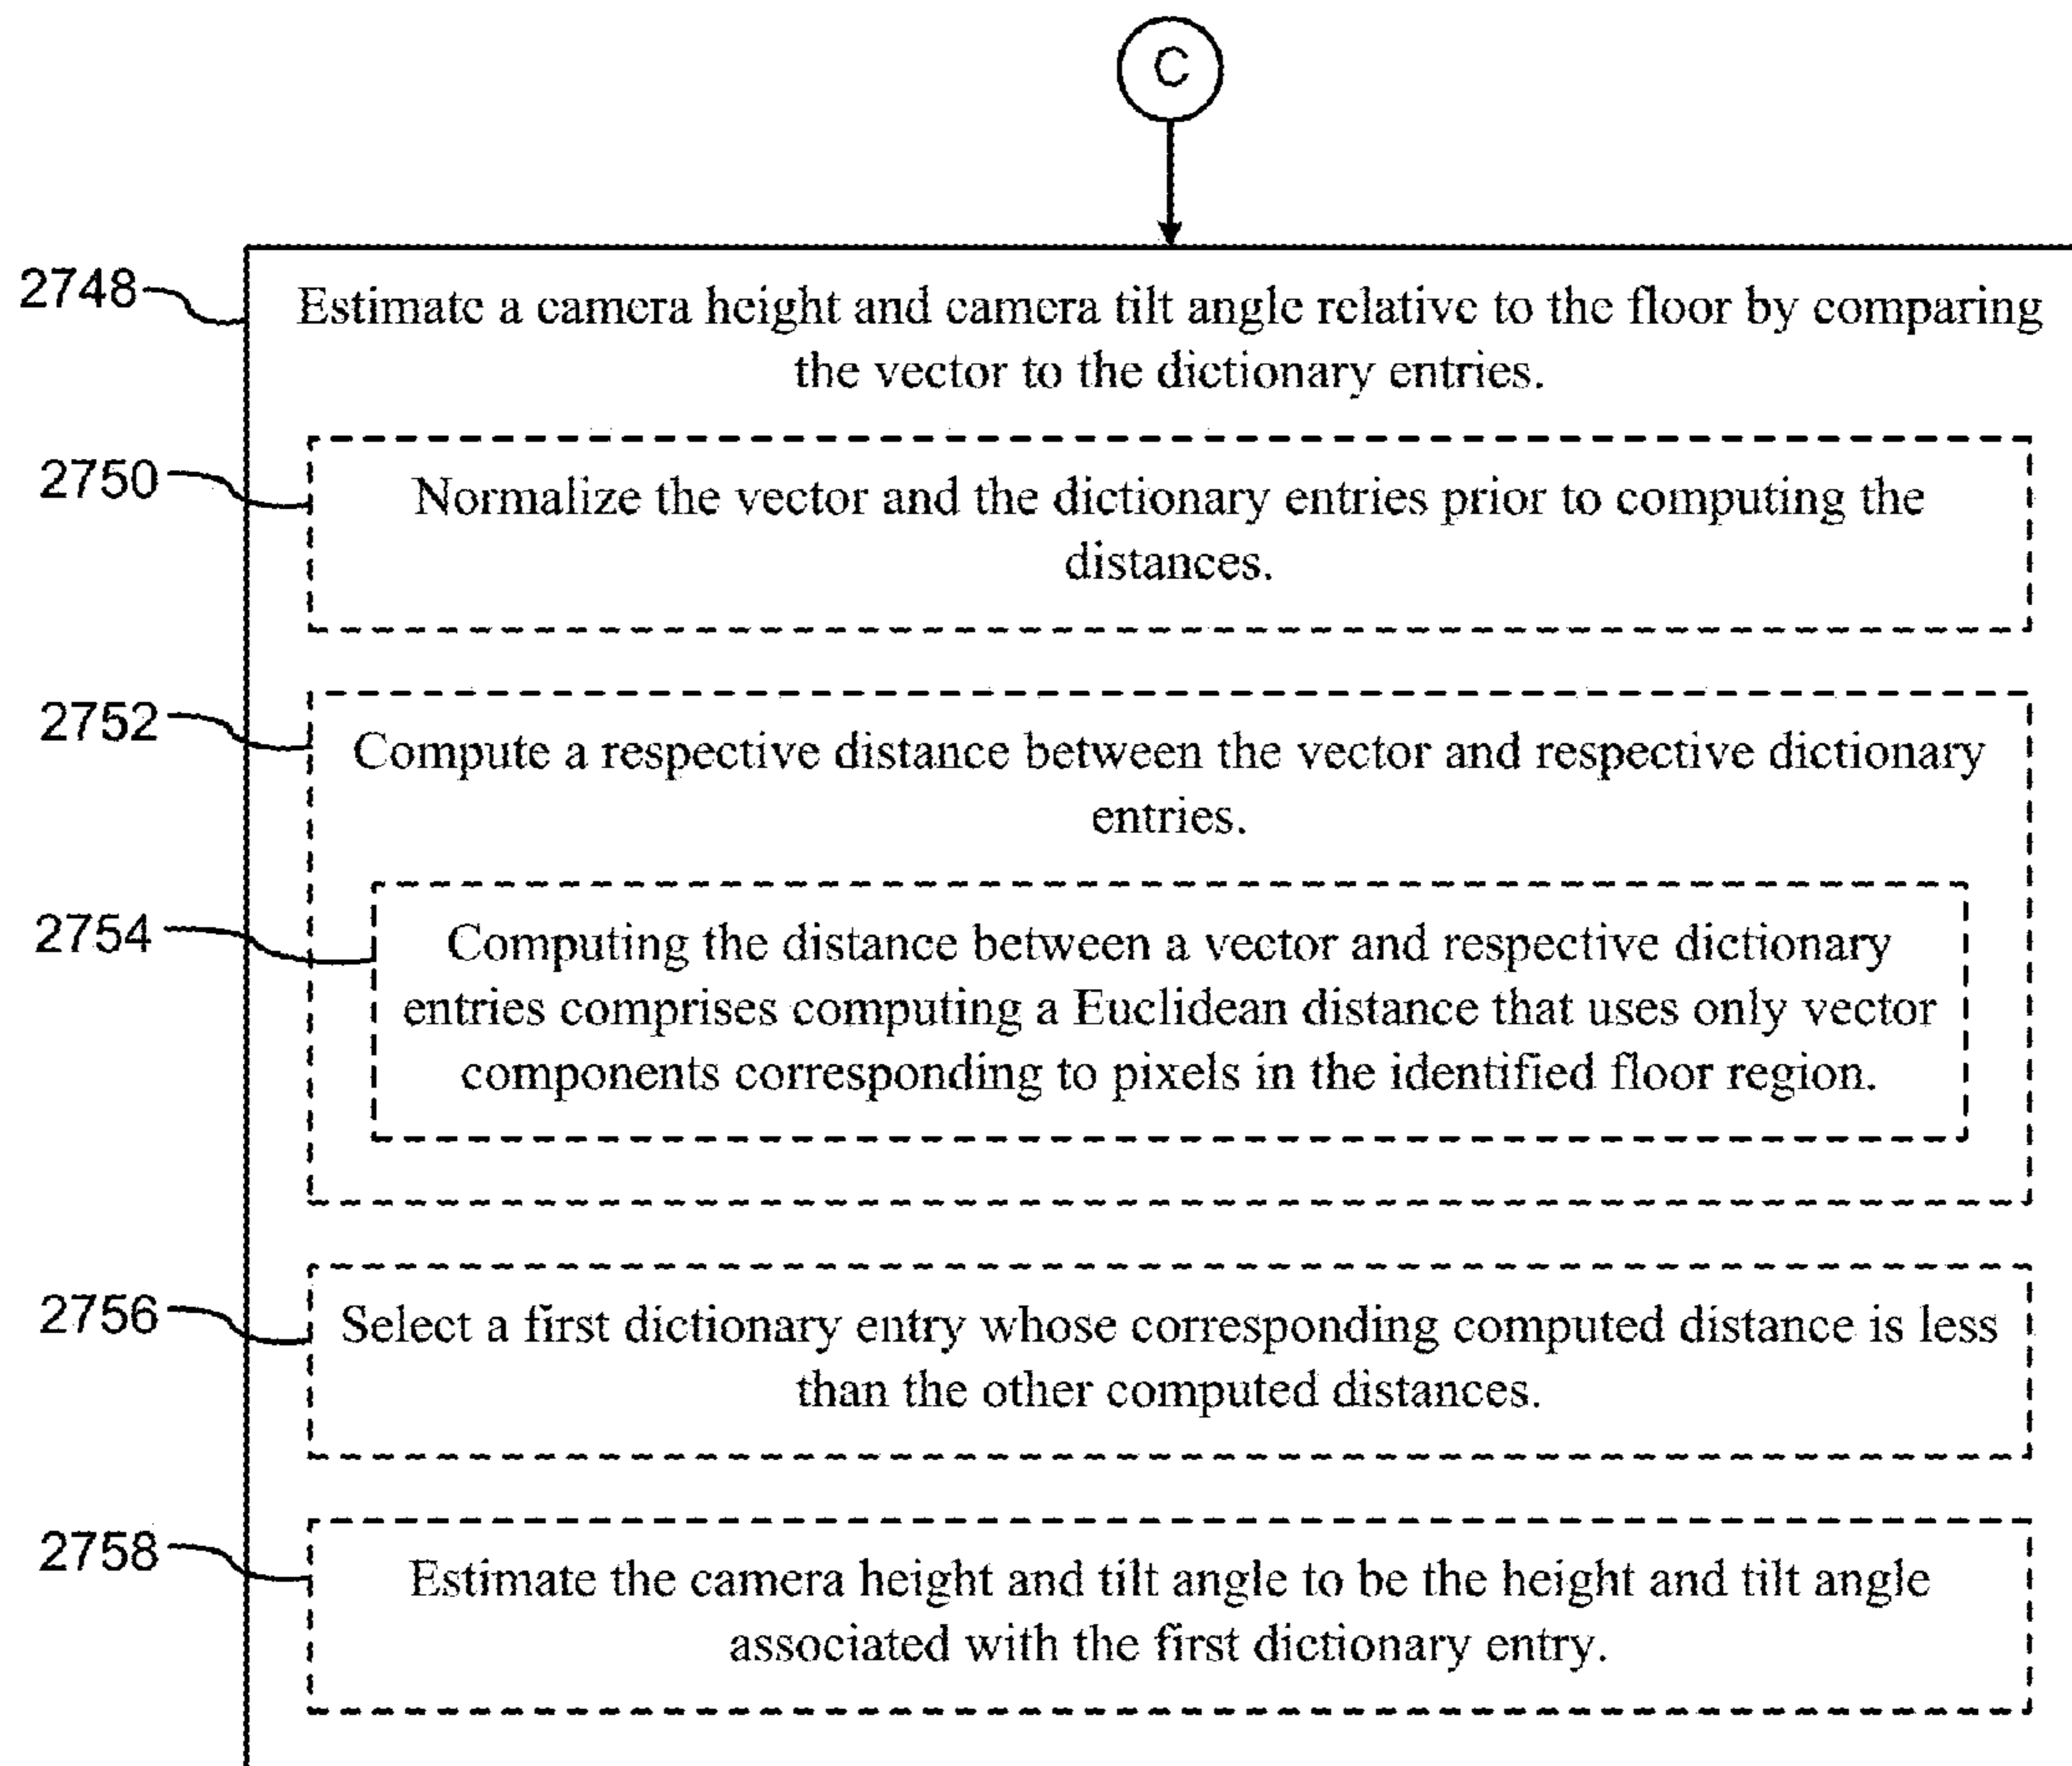 C
2748
Estimate a camera height and camera tilt angle relative to the floor by comparing
the vector to the dictionary entries.
2750
Normalize the vector and the dictionary entries prior to computing the
distances.
2752
Compute a respective distance between the vector and respective dictionary
entries.
2754
Computing the distance between a vector and respective dictionary
entries comprises computing a Euclidean distance that uses only vector
components corresponding to pixels in the identified floor region.
2756
Select a first dictionary entry whose corresponding computed distance is less
than the other computed distances.
2758
Estimate the camera height and tilt angle to be the height and tilt angle
associated with the first dictionary entry.